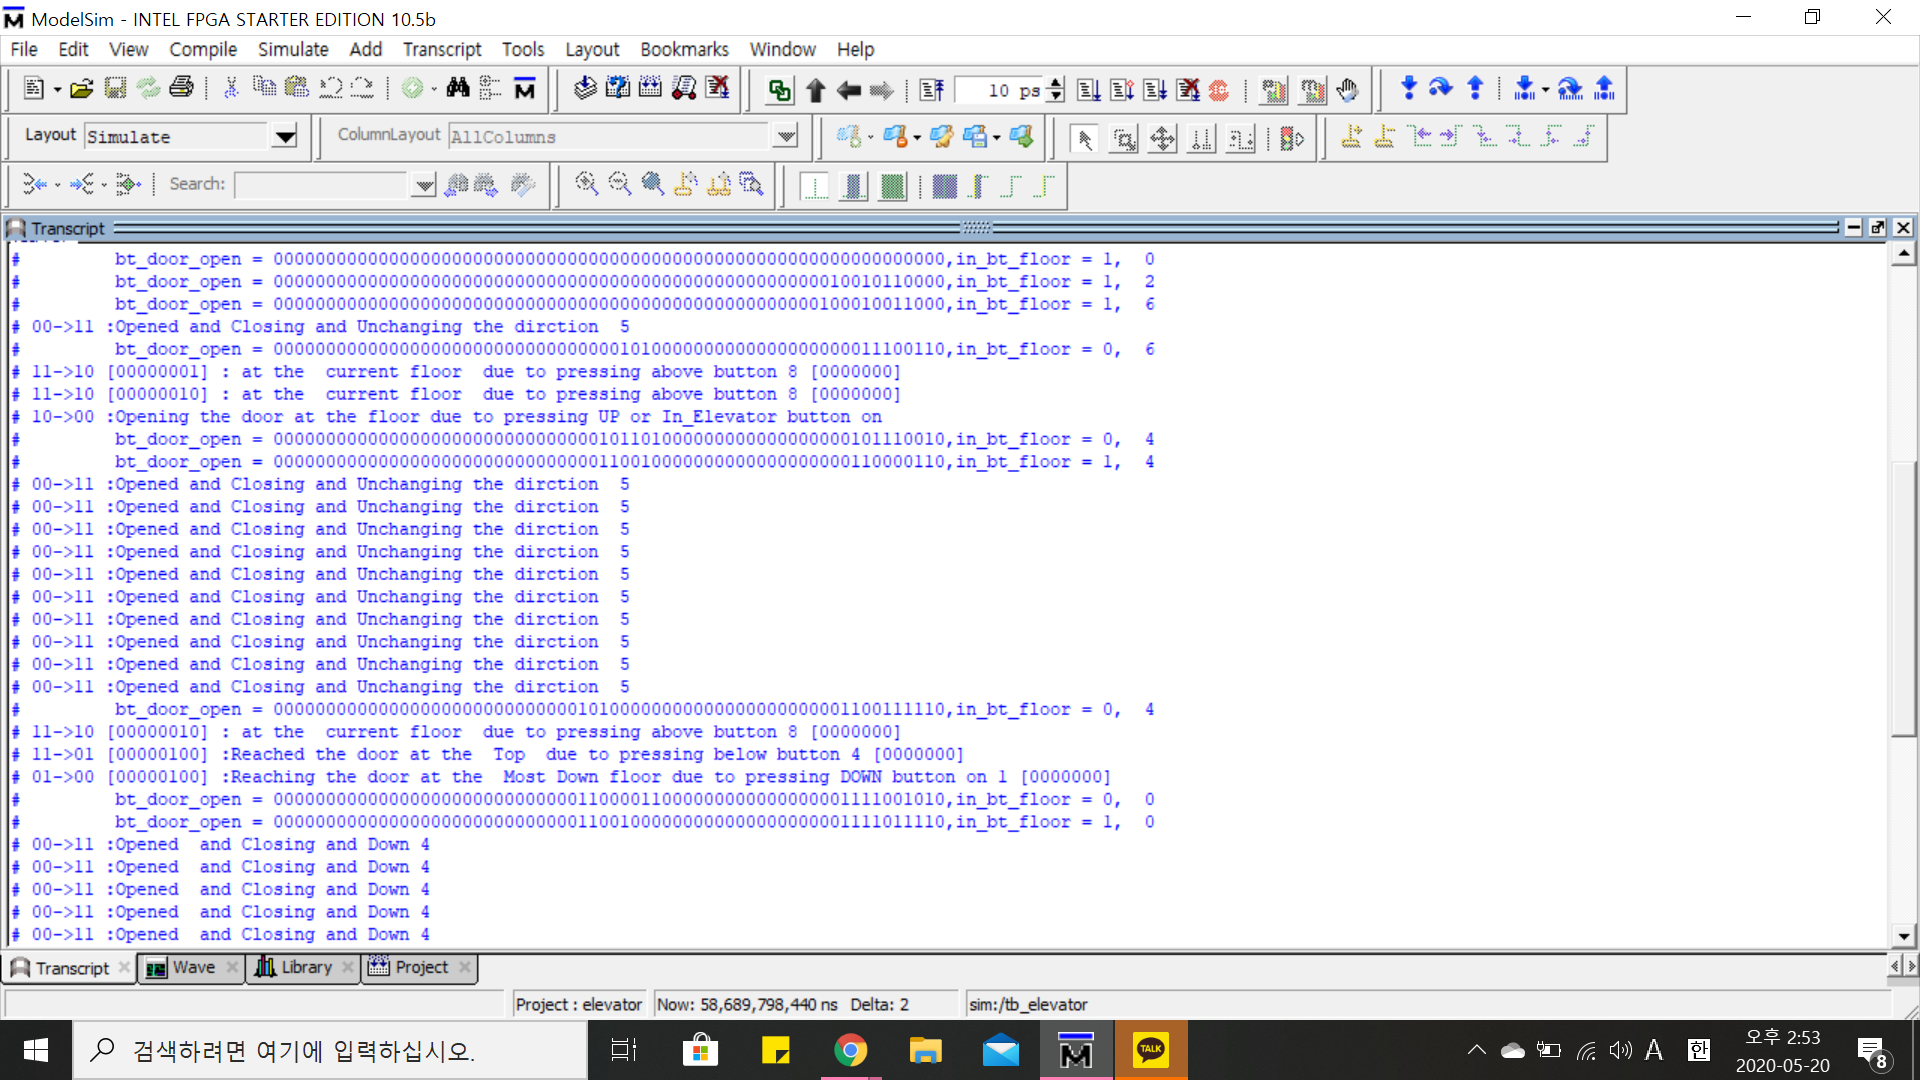 ModelSim - INTEL FPGA STARTER EDITION 10.5b
File Edit View Compile Simulate Add Transcript Tools Layout Bookmarks Window Help
10 ps
Layout Simulate ColumnLayout AllColumns
Search:
Transcript
# bt_door_open = 0000000000000000000000000000000000000000000000000000000000000000,in_bt_floor = 1, 0
# bt_door_open = 0000000000000000000000000000000000000000000000000000010010110000,in_bt_floor = 1, 2
# bt_door_open = 0000000000000000000000000000000000000000000000000000100010011000,in_bt_floor = 1, 6
# 00->11 :Opened and Closing and Unchanging the dirction 5
# bt_door_open = 0000000000000000000000000000000001010000000000000000000011100110,in_bt_floor = 0, 6
# 11->10 [00000001] : at the current floor due to pressing above button 8 [0000000]
# 11->10 [00000010] : at the current floor due to pressing above button 8 [0000000]
# 10->00 :Opening the door at the floor due to pressing UP or In_Elevator button on
# bt_door_open = 0000000000000000000000000000000101101000000000000000000101110010,in_bt_floor = 0, 4
# bt_door_open = 0000000000000000000000000000000110010000000000000000000110000110,in_bt_floor = 1, 4
# 00->11 :Opened and Closing and Unchanging the dirction 5
# 00->11 :Opened and Closing and Unchanging the dirction 5
# 00->11 :Opened and Closing and Unchanging the dirction 5
# 00->11 :Opened and Closing and Unchanging the dirction 5
# 00->11 :Opened and Closing and Unchanging the dirction 5
# 00->11 :Opened and Closing and Unchanging the dirction 5
# 00->11 :Opened and Closing and Unchanging the dirction 5
# 00->11 :Opened and Closing and Unchanging the dirction 5
# 00->11 :Opened and Closing and Unchanging the dirction 5
# 00->11 :Opened and Closing and Unchanging the dirction 5
# bt_door_open = 0000000000000000000000000000010100000000000000000000001100111110,in_bt_floor = 0, 4
# 11->10 [00000010] : at the current floor due to pressing above button 8 [0000000]
# 11->01 [00000100] :Reached the door at the Top due to pressing below button 4 [0000000]
# 01->00 [00000100] :Reaching the door at the Most Down floor due to pressing DOWN button on 1 [0000000]
# bt_door_open = 0000000000000000000000000000011000011000000000000000001111001010,in_bt_floor = 0, 0
# bt_door_open = 0000000000000000000000000000011001000000000000000000001111011110,in_bt_floor = 1, 0
# 00->11 :Opened and Closing and Down 4
# 00->11 :Opened and Closing and Down 4
# 00->11 :Opened and Closing and Down 4
# 00->11 :Opened and Closing and Down 4
# 00->11 :Opened and Closing and Down 4
Transcript Wave Library Project
Project : elevator Now: 58,689,798,440 ns Delta: 2 sim:/tb_elevator
검색하려면 여기에 입력하십시오.
TALK
A 한
오후 2:53
2020-05-20
8